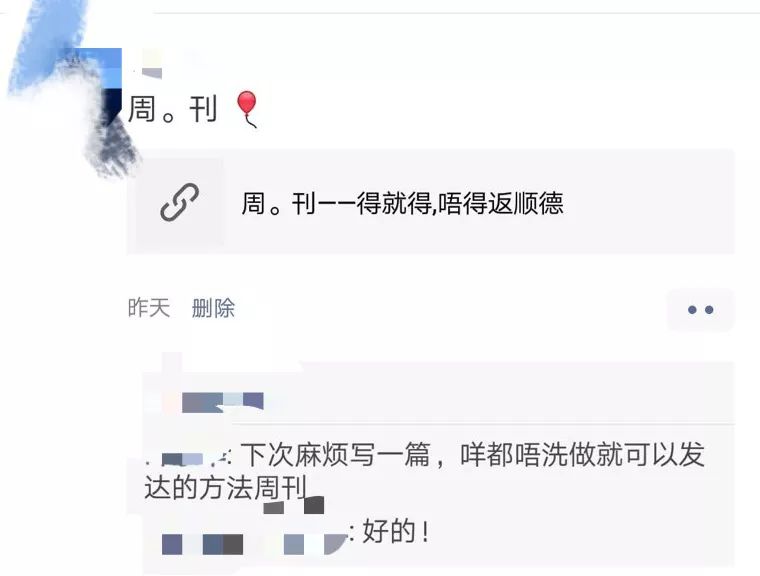 周。刊
周。刊——得就得,唔得返顺德
昨天 删除
: 下次麻烦写一篇，咩都唔洗做就可以发
达的方法周刊
: 好的！